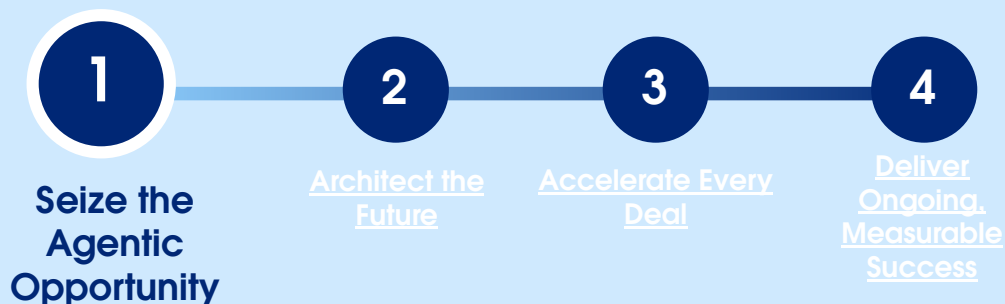 1
2
3
4
Seize the
Agentic
Opportunity
Architect the
Future
Accelerate Every
Deal
Deliver
Ongoing,
Measurable
Success